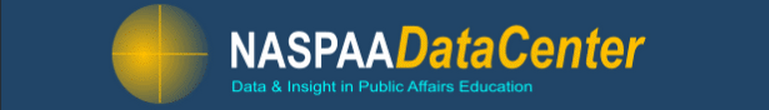 NASPAADataCenter
Data & Insight in Public Affairs Education